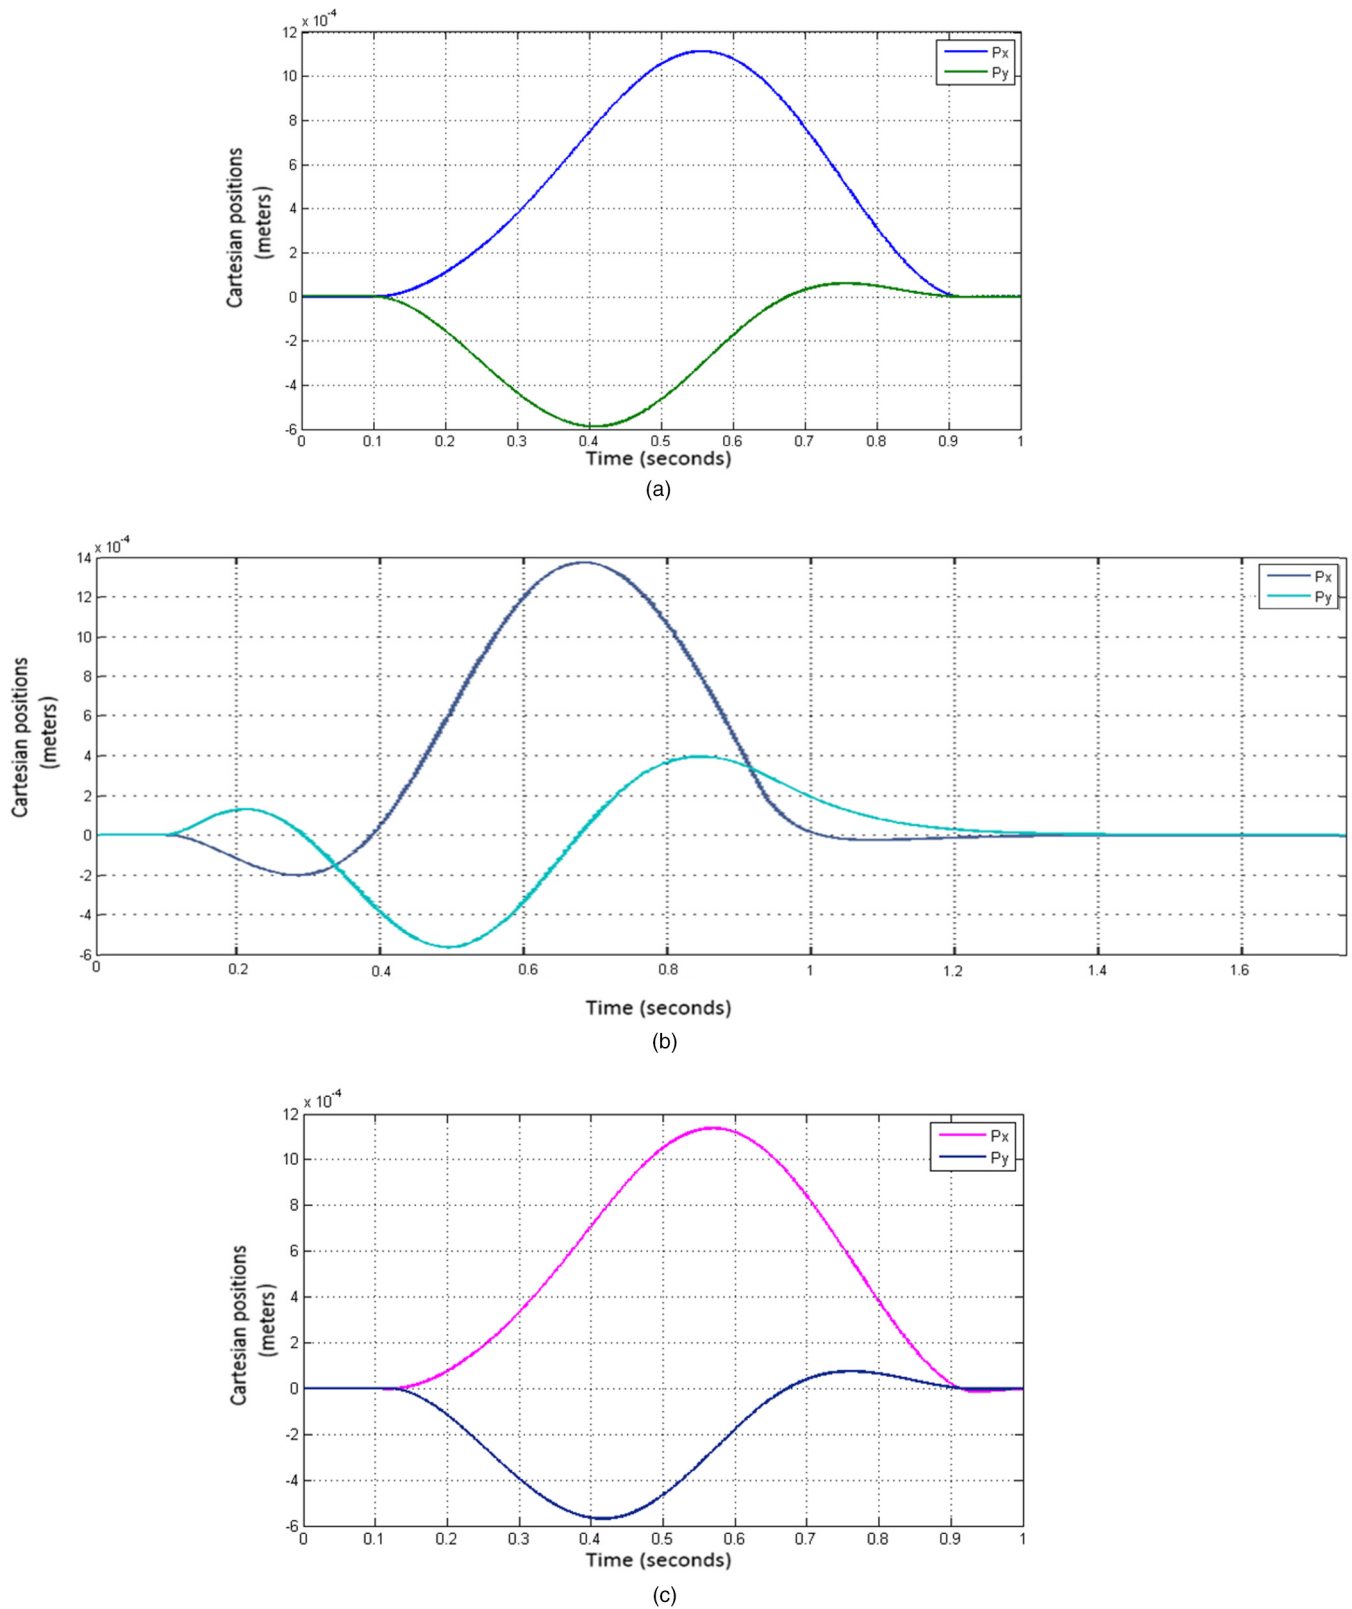 x 10-4
12
10
8
6
4
2
0
-2
-4
-6
Cartesian positions
(meters)
Px
Py
0 0.1 0.2 0.3 0.4 0.5 0.6 0.7 0.8 0.9 1
Time (seconds)
(a)
x 10-4
14
12
10
8
6
4
2
0
-2
-4
-6
Cartesian positions
(meters)
Px
Py
0 0.2 0.4 0.6 0.8 1 1.2 1.4 1.6
Time (seconds)
(b)
x 10-4
12
10
8
6
4
2
0
-2
-4
-6
Cartesian positions
(meters)
Px
Py
0 0.1 0.2 0.3 0.4 0.5 0.6 0.7 0.8 0.9 1
Time (seconds)
(c)